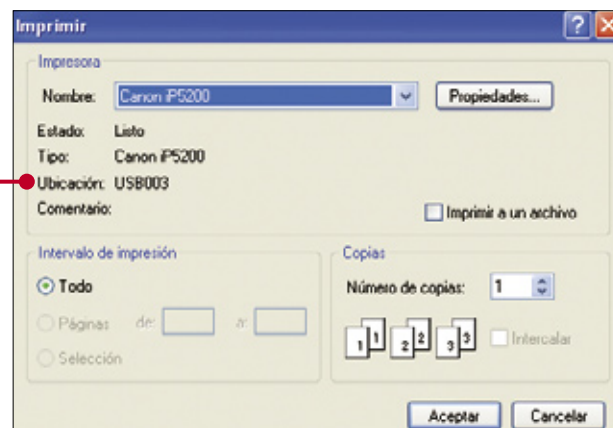 Imprimir
Impresora
Nombre: Canon iP5200 Propiedades...
Estado: Listo
Tipo: Canon iP5200
Ubicación: USB003
Comentario: Imprimir a un archivo
Intervalo de impresión
Todo
Páginas de: a:
Selección
Copias
Número de copias: 1
1 1 2 2 3 3 Intercalar
Aceptar Cancelar